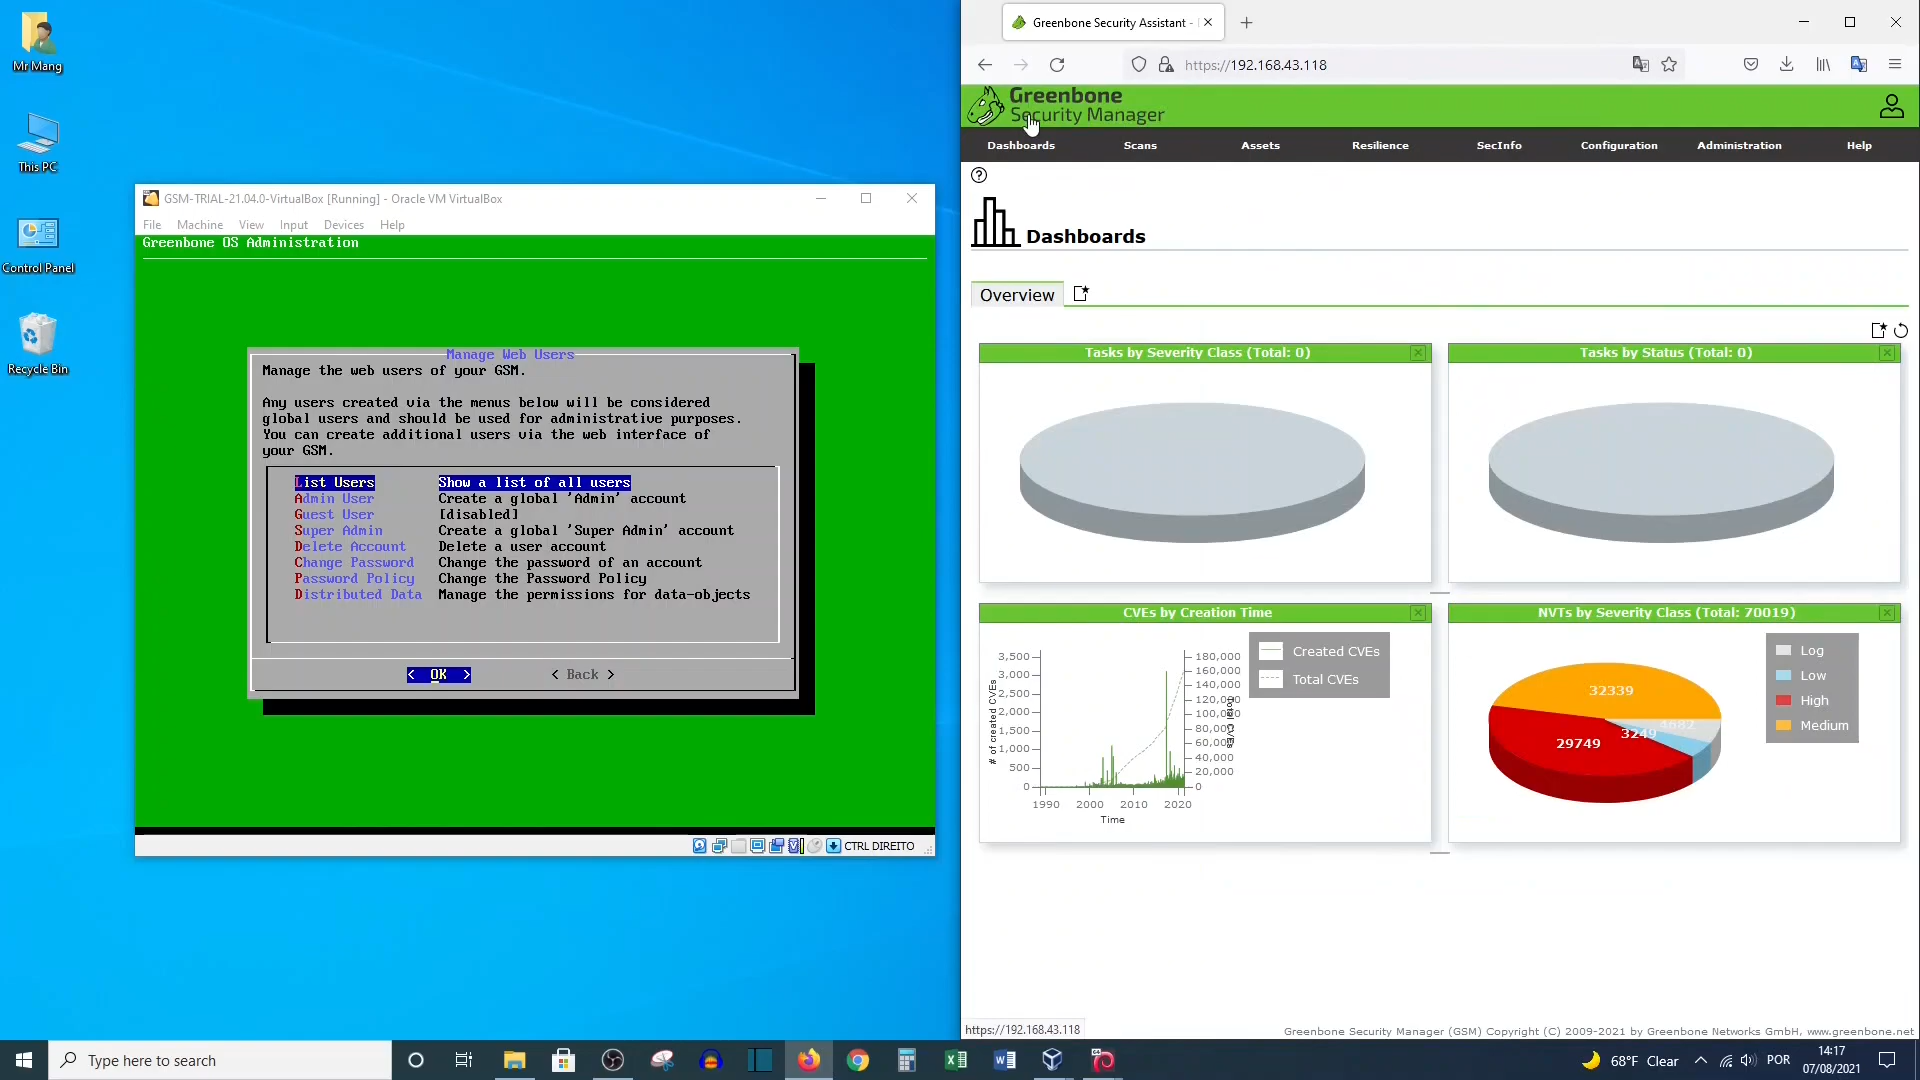 Mr Mang
This PC
Control Panel
Recycle Bin
GSM-TRIAL-21.04.0-VirtualBox [Running] - Oracle VM VirtualBox
File Machine View Input Devices Help
Greenbone OS Administration
Manage Web Users
Manage the web users of your GSM.
Any users created via the menus below will be considered
global users and should be used for administrative purposes.
You can create additional users via the web interface of
your GSM.
List Users Show a list of all users
Admin User Create a global 'Admin' account
Guest User [disabled]
Super Admin Create a global 'Super Admin' account
Delete Account Delete a user account
Change Password Change the password of an account
Password Policy Change the Password Policy
Distributed Data Manage the permissions for data-objects
< OK > < Back >
CTRL DIREITO
Greenbone Security Assistant -
https://192.168.43.118
Greenbone
Security Manager
Dashboards Scans Assets Resilience SecInfo Configuration Administration Help
Dashboards
Overview
Tasks by Severity Class (Total: 0)
Tasks by Status (Total: 0)
CVEs by Creation Time
# of created CVEs
3,500
3,000
2,500
2,000
1,500
1,000
500
0
180,000
160,000
140,000
120,000
100,000
80,000
60,000
40,000
20,000
0
Total CVEs
1990 2000 2010 2020
Time
Created CVEs
Total CVEs
NVTs by Severity Class (Total: 70019)
32339
4682
3249
29749
Log
Low
High
Medium
https://192.168.43.118
Greenbone Security Manager (GSM) Copyright (C) 2009-2021 by Greenbone Networks GmbH, www.greenbone.net
Type here to search
68°F Clear
POR
14:17
07/08/2021